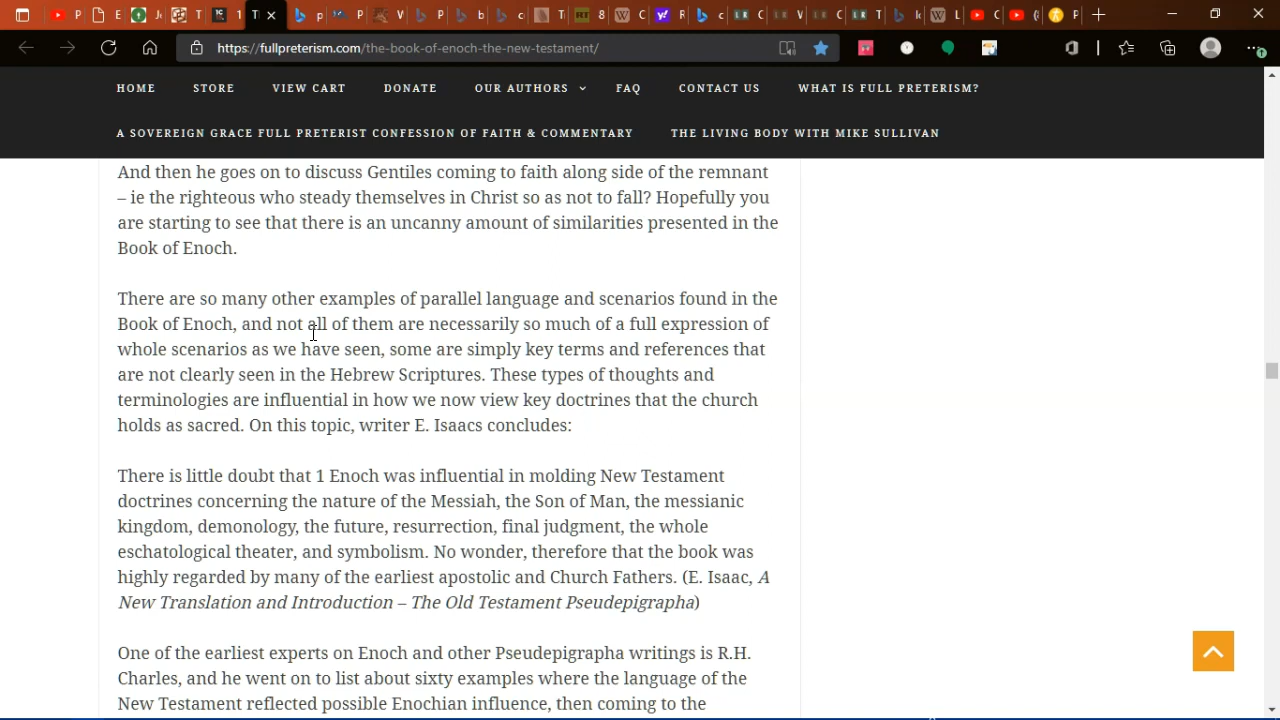 P
E
J
1
T
p
P
V
P
b
c
T
RT 8
W C
R
c
LR C
W
LR C
LR T
k
W L
C
(
P
https://fullpreterism.com/the-book-of-enoch-the-new-testament/
HOME STORE VIEW CART DONATE OUR AUTHORS FAQ CONTACT US WHAT IS FULL PRETERISM?
A SOVEREIGN GRACE FULL PRETERIST CONFESSION OF FAITH & COMMENTARY THE LIVING BODY WITH MIKE SULLIVAN
And then he goes on to discuss Gentiles coming to faith along side of the remnant
– ie the righteous who steady themselves in Christ so as not to fall? Hopefully you
are starting to see that there is an uncanny amount of similarities presented in the
Book of Enoch.
There are so many other examples of parallel language and scenarios found in the
Book of Enoch, and not all of them are necessarily so much of a full expression of
whole scenarios as we have seen, some are simply key terms and references that
are not clearly seen in the Hebrew Scriptures. These types of thoughts and
terminologies are influential in how we now view key doctrines that the church
holds as sacred. On this topic, writer E. Isaacs concludes:
There is little doubt that 1 Enoch was influential in molding New Testament
doctrines concerning the nature of the Messiah, the Son of Man, the messianic
kingdom, demonology, the future, resurrection, final judgment, the whole
eschatological theater, and symbolism. No wonder, therefore that the book was
highly regarded by many of the earliest apostolic and Church Fathers. (E. Isaac, A
New Translation and Introduction – The Old Testament Pseudepigrapha)
One of the earliest experts on Enoch and other Pseudepigrapha writings is R.H.
Charles, and he went on to list about sixty examples where the language of the
New Testament reflected possible Enochian influence, then coming to the